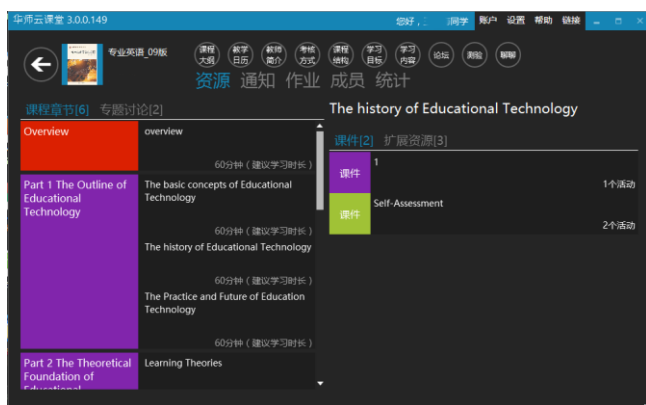 华师云课堂 3.0.0.149
您好，
同学
账户 设置 帮助 链接
专业英语_09版
课程大纲
教学日历
教师简介
考核方式
课程结构
学习目标
学习内容
论坛
测验
聊聊
资源 通知 作业 成员 统计
课程章节[6] 专题讨论[2]
Overview
overview
60分钟（建议学习时长）
Part 1 The Outline of
Educational
Technology
The basic concepts of Educational
Technology
60分钟（建议学习时长）
The history of Educational Technology
60分钟（建议学习时长）
The Practice and Future of Education
Technology
60分钟（建议学习时长）
Part 2 The Theoretical
Foundation of
Educational
Learning Theories
The history of Educational Technology
课件[2] 扩展资源[3]
课件
1
1个活动
课件
Self-Assessment
2个活动